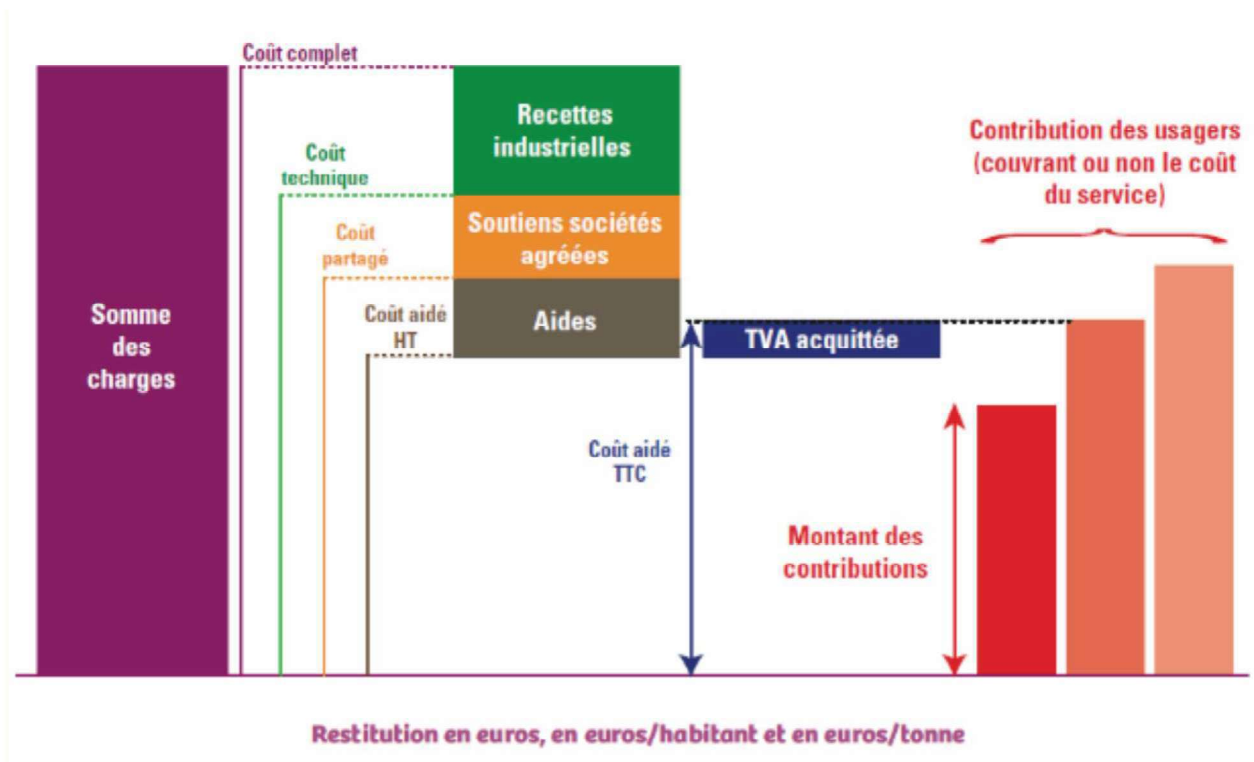 Coût complet
Somme
des
charges
Coût
technique
Coût
partagé
Coût aidé
HT
Recettes
industrielles
Soutiens sociétés
agréées
Aides
TVA acquittée
Coût aidé
TTC
Contribution des usagers
(couvrant ou non le coût
du service)
Montant des
contributions
Restitution en euros, en euros/habitant et en euros/tonne